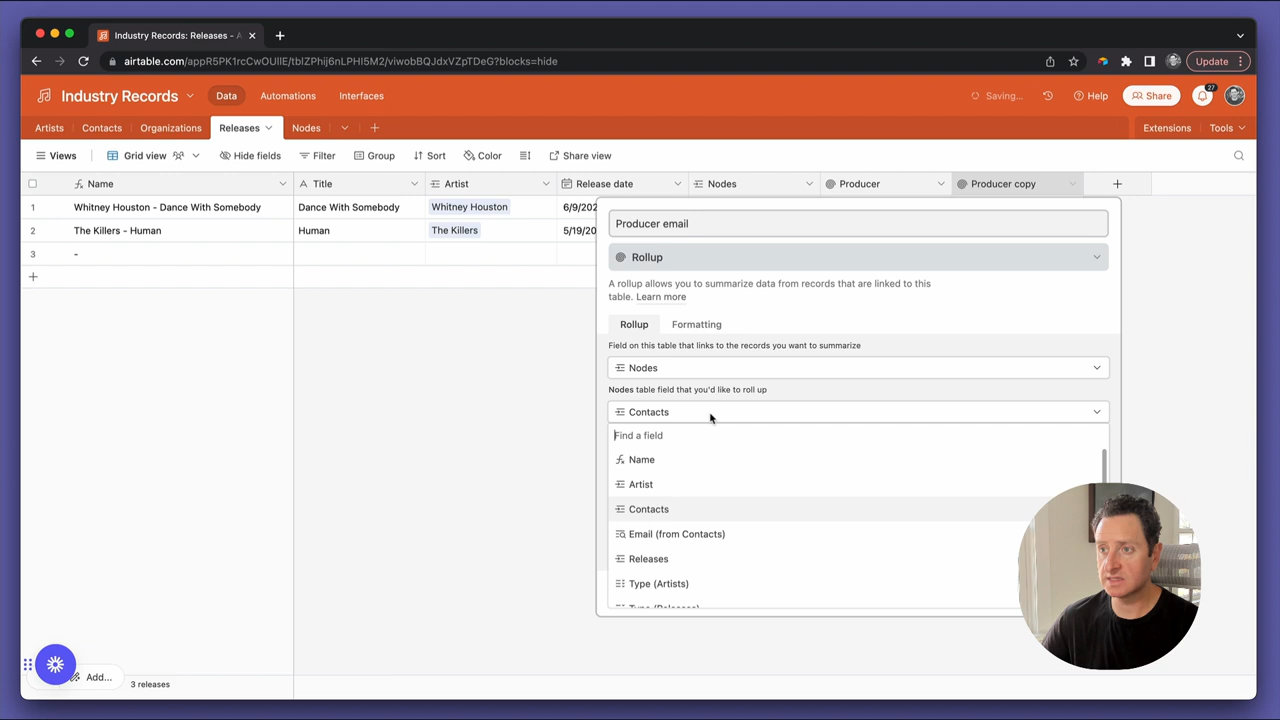 Industry Records: Releases - A
airtable.com/appR5PK1rcCwOUIIE/tblZPhij6nLPHI5M2/viwobBQJdxVZpTDeG?blocks=hide
Update
Industry Records
Data
Automations
Interfaces
Saving...
Help
Share
27
Artists
Contacts
Organizations
Releases
Nodes
Extensions
Tools
Views
Grid view
Hide fields
Filter
Group
Sort
Color
Share view
Name
Title
Artist
Release date
Nodes
Producer
Producer copy
1 Whitney Houston - Dance With Somebody Dance With Somebody Whitney Houston 6/9/202
2 The Killers - Human Human The Killers 5/19/20
3 -
Producer email
Rollup
A rollup allows you to summarize data from records that are linked to this
table. Learn more
Rollup
Formatting
Field on this table that links to the records you want to summarize
Nodes
Nodes table field that you'd like to roll up
Contacts
Find a field
Name
Artist
Contacts
Email (from Contacts)
Releases
Type (Artists)
Type (Releases)
Add...
3 releases